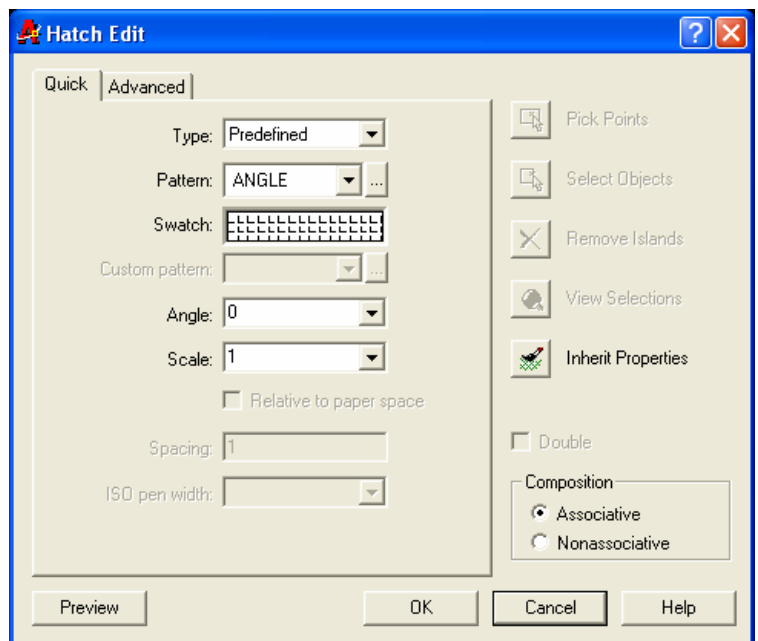 Hatch Edit
Quick
Advanced
Type: Predefined
Pattern: ANGLE ...
Swatch:
Custom pattern: ...
Angle: 0
Scale: 1
Relative to paper space
Spacing: 1
ISO pen width:
Pick Points
Select Objects
Remove Islands
View Selections
Inherit Properties
Double
Composition
Associative
Nonassociative
Preview
OK
Cancel
Help